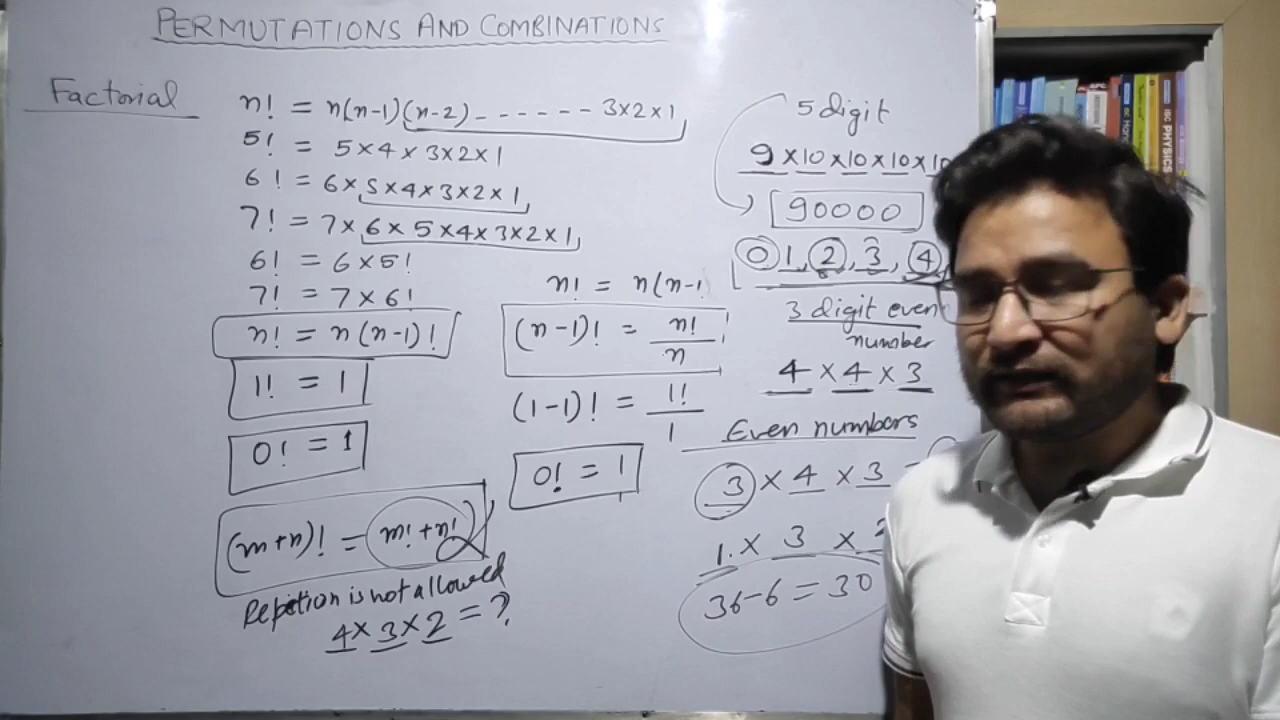 PERMUTATIONS AND COMBINATIONS
Factorial
n! = n(n-1)(n-2)------3×2×1
5! = 5×4×3×2×1
6! = 6×5×4×3×2×1
7! = 7×6×5×4×3×2×1
6! = 6×5!
7! = 7×6!
n! = n(n-1)!
1! = 1
0! = 1
(m+n)! = m!+n!
Repetion is not allowed
4×3×2=?
n! = n(n-1!
(n-1)! = n!/n
(1-1)! = 1!/1
0! = 1
5 digit
9×10×10×10×10
90000
0 1, 2, 3, 4
3 digit even
number
4×4×3
Even numbers
3×4×3 =
1.×3×2
36-6=30
PHYSICS